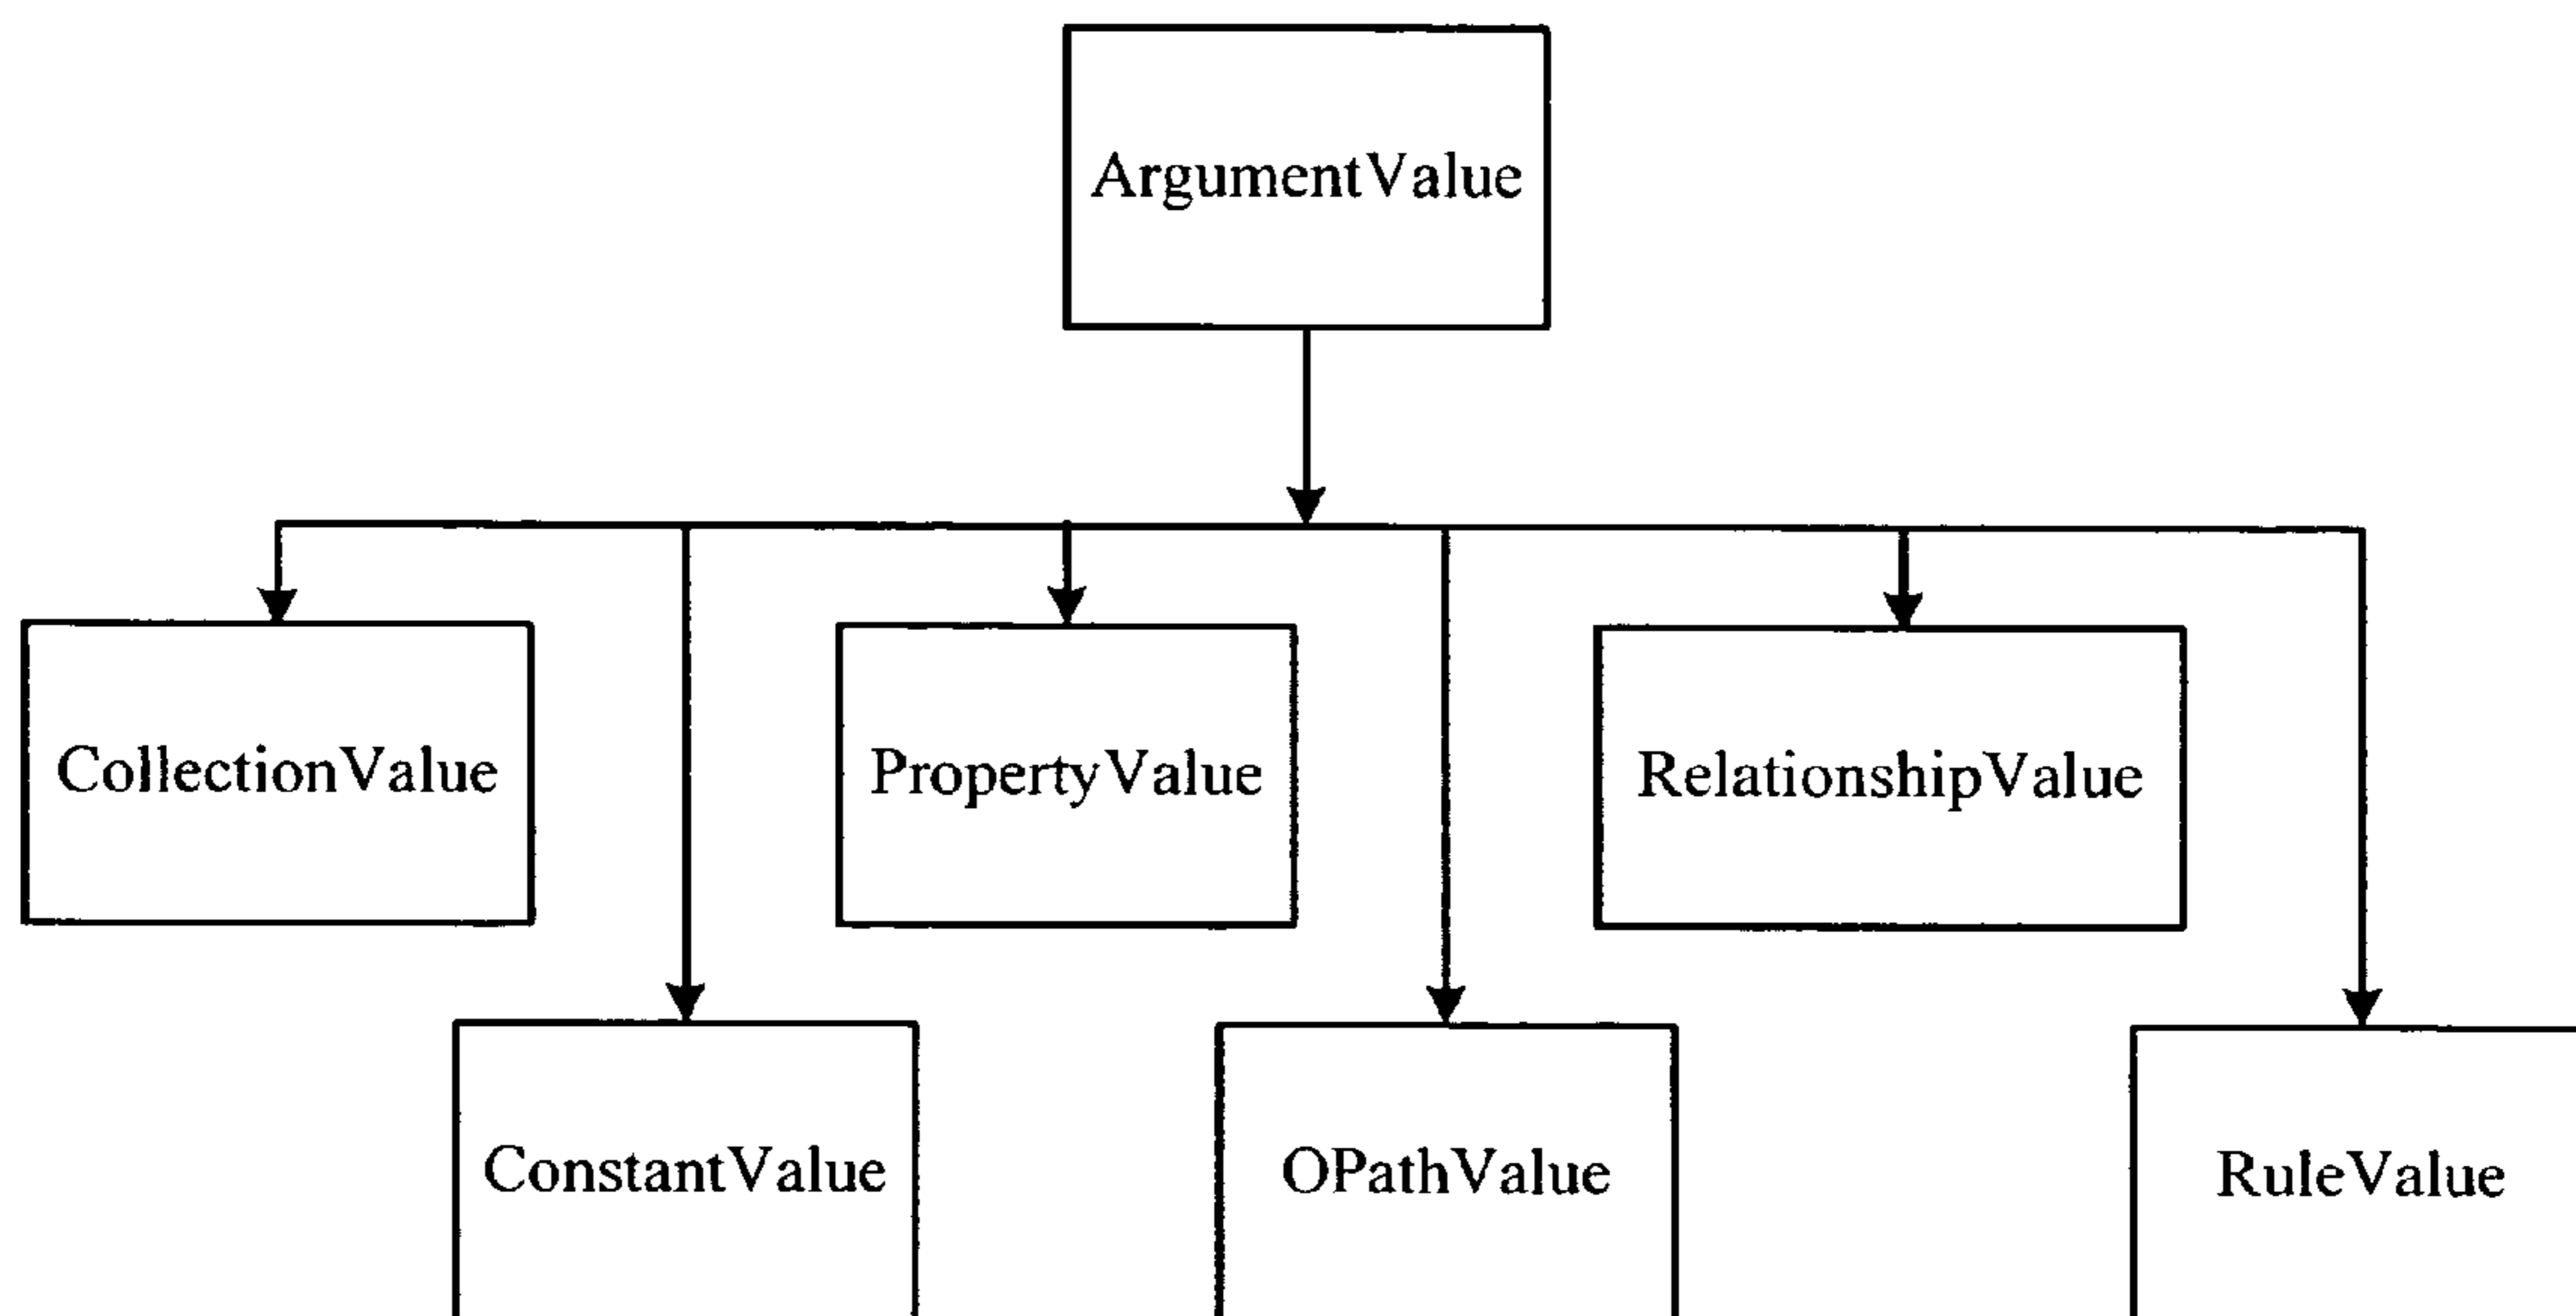 ArgumentValue
CollectionValue
PropertyValue
RelationshipValue
ConstantValue
OPathValue
RuleValue